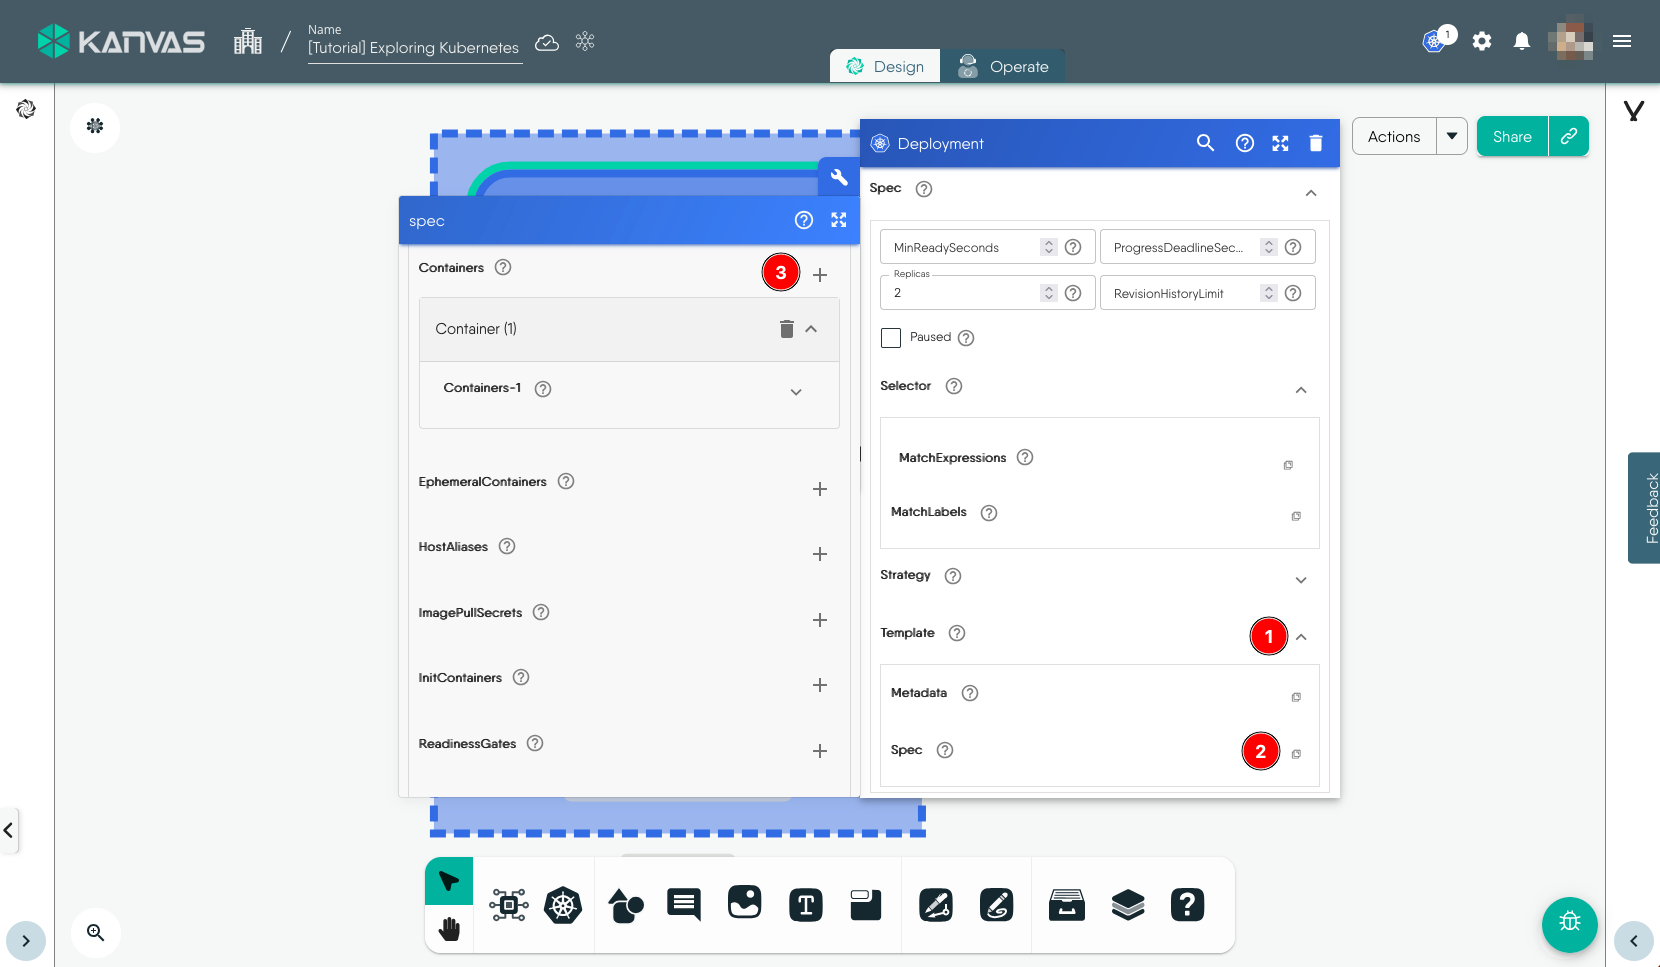 KANVAS
/
Name
[Tutorial] Exploring Kubernetes
1
Design
Operate
Deployment
Actions
Share
spec
Spec
MinReadySeconds
ProgressDeadlineSec...
Replicas
2
RevisionHistoryLimit
Paused
Containers
3
Container (1)
Containers-1
Selector
MatchExpressions
MatchLabels
EphemeralContainers
HostAliases
Strategy
ImagePullSecrets
Template
1
InitContainers
Metadata
ReadinessGates
Spec
2
Feedback
T
?